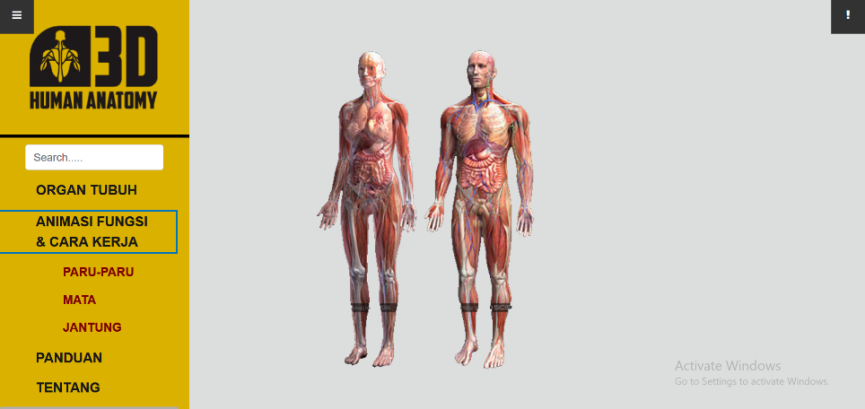 3D
HUMAN ANATOMY
Search.....
ORGAN TUBUH
ANIMASI FUNGSI
& CARA KERJA
PARU-PARU
MATA
JANTUNG
PANDUAN
TENTANG
!
Activate Windows
Go to Settings to activate Windows.